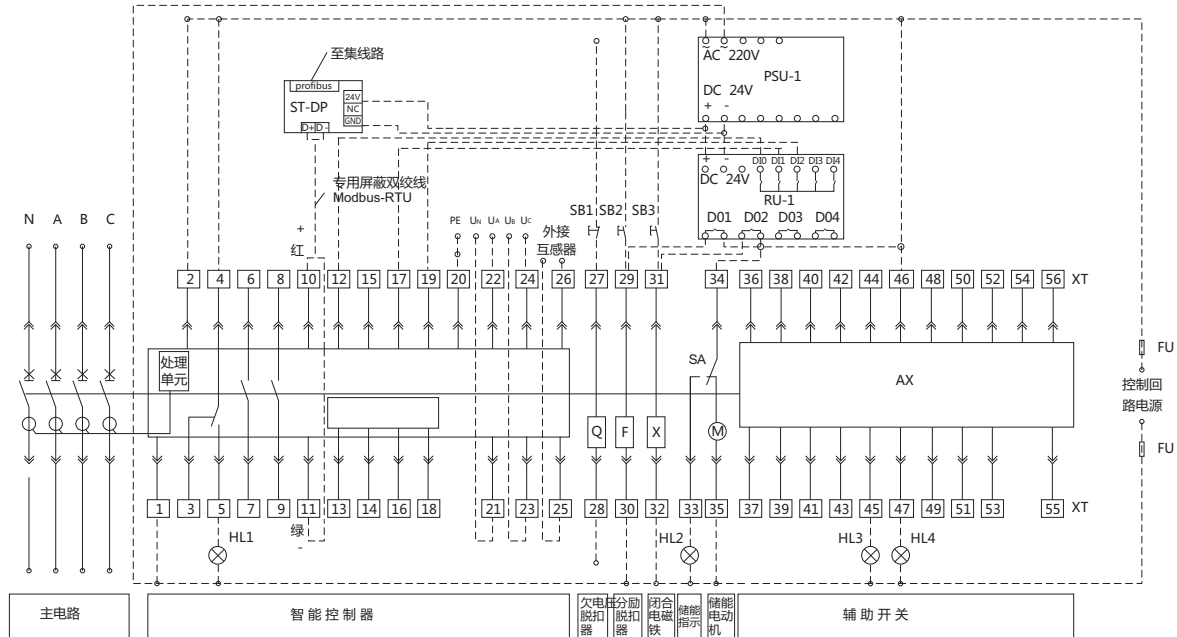 至集线路
profibus
ST-DP
24V
NC
GND
D+ D -
~ ~
AC 220V
PSU-1
DC 24V
+ -
+ - DI0 DI1 DI2 DI3 DI4
DC 24V
RU-1
D01 D02 D03 D04
专用屏蔽双绞线
Modbus-RTU
N A B C
+
红
PE UN UA UB UC
外接
互感器
SB1 SB2 SB3
2 4 6 8 10 12 15 17 19 20 22 24 26 27 29 31 34 36 38 40 42 44 46 48 50 52 54 56 XT
处理
单元
SA
AX
Q F X M
FU
控制回
路电源
FU
1 3 5 7 9 11 13 14 16 18 21 23 25 28 30 32 33 35 37 39 41 43 45 47 49 51 53 55 XT
绿
-
HL1 HL2 HL3 HL4
主电路
智能控制器
欠电压
脱扣
器
分励
脱扣
器
闭合
电磁
铁
储能
指示
储能
电动
机
辅助开关